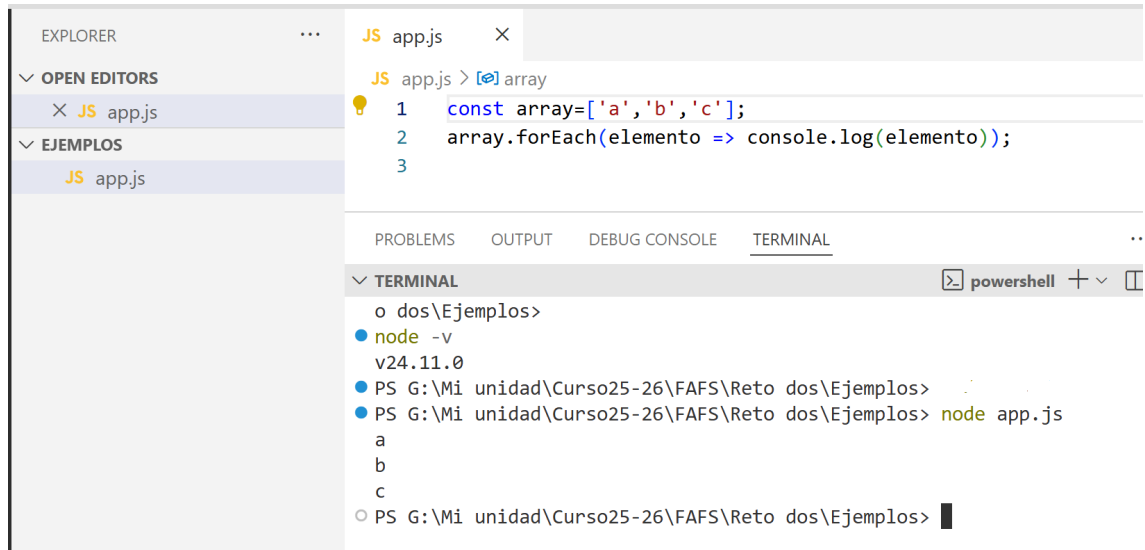 EXPLORER ···
OPEN EDITORS
JS app.js
EJEMPLOS
JS app.js
JS app.js
JS app.js > array
1 const array=['a','b','c'];
2 array.forEach(elemento => console.log(elemento));
3
PROBLEMS OUTPUT DEBUG CONSOLE TERMINAL ··
TERMINAL powershell
o dos\Ejemplos>
node -v
v24.11.0
PS G:\Mi unidad\Curso25-26\FAFS\Reto dos\Ejemplos>
PS G:\Mi unidad\Curso25-26\FAFS\Reto dos\Ejemplos> node app.js
a
b
c
PS G:\Mi unidad\Curso25-26\FAFS\Reto dos\Ejemplos>